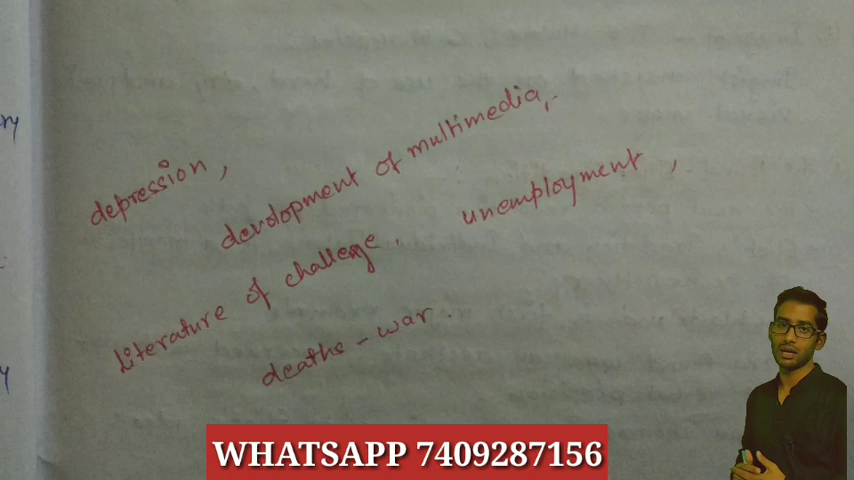 depression,
development of multimedia,
unemployment,
Literature of challenge.
deaths - war.
WHATSAPP 7409287156